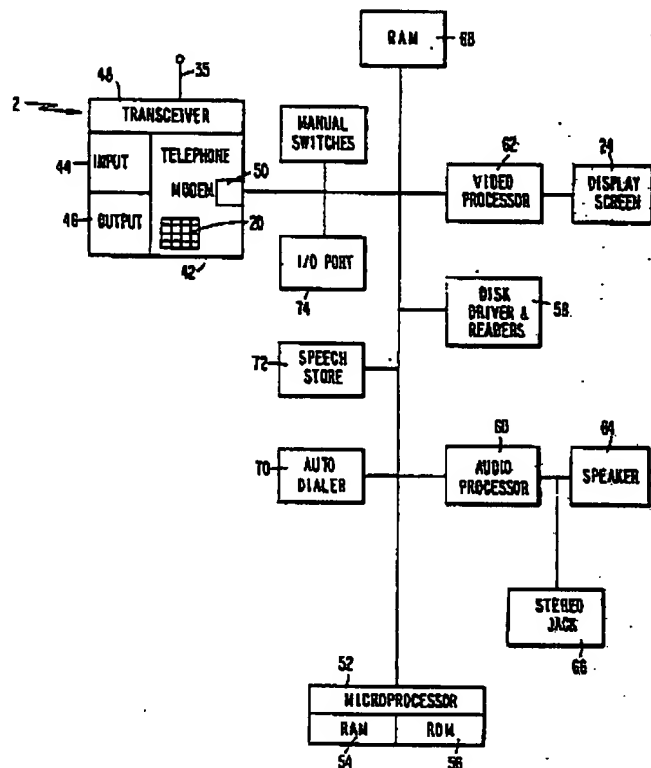 RAM
68
48
35
2
TRANSCEIVER
MANUAL
SWITCHES
44
INPUT
TELEPHONE
50
MODEM
62
VIDEO
PROCESSOR
24
DISPLAY
SCREEN
46
OUTPUT
20
42
I/O PORT
74
DISK
DRIVER &
READERS
58
72
SPEECH
STORE
70
AUTO
DIALER
60
AUDIO
PROCESSOR
64
SPEAKER
STEREO
JACK
66
52
MICROPROCESSOR
RAM
ROM
54
56